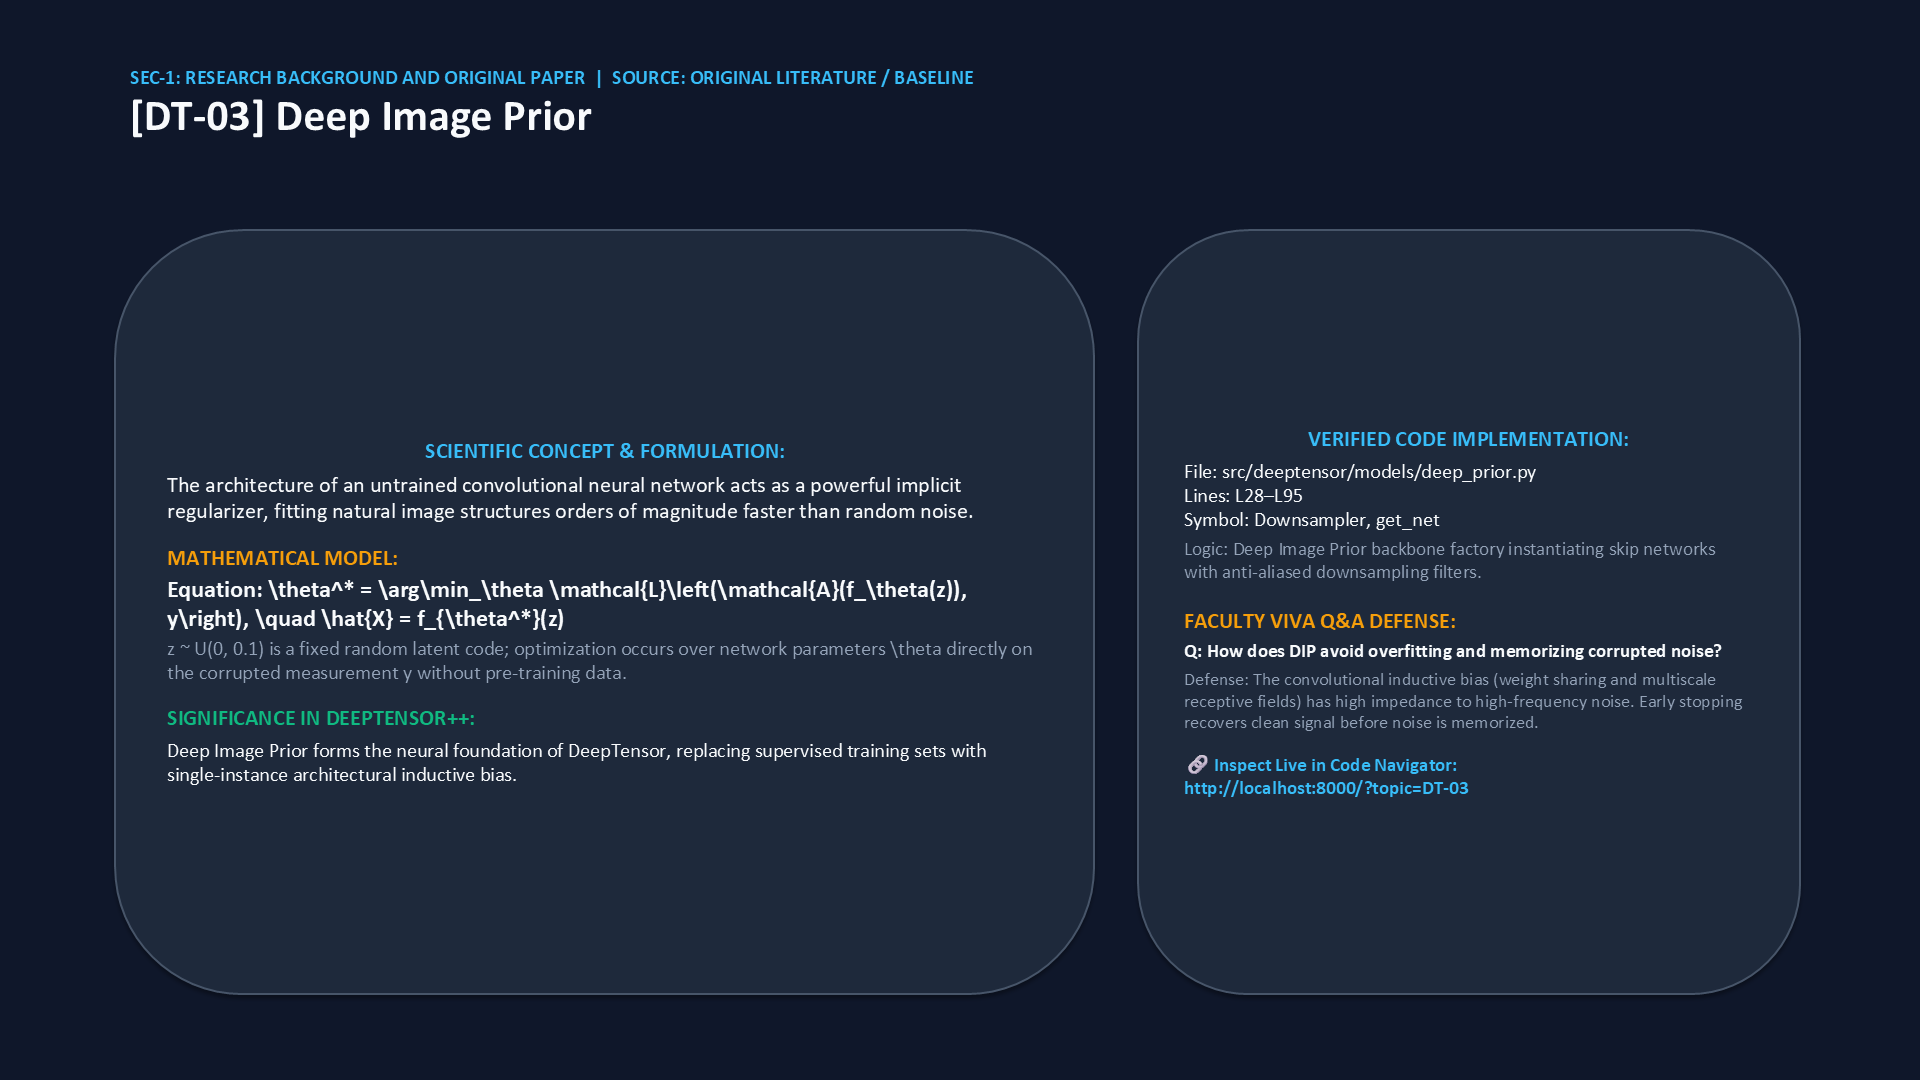 SEC-1: RESEARCH BACKGROUND AND ORIGINAL PAPER | SOURCE: ORIGINAL LITERATURE / BASELINE
[DT-03] Deep Image Prior
SCIENTIFIC CONCEPT & FORMULATION:
The architecture of an untrained convolutional neural network acts as a powerful implicit
regularizer, fitting natural image structures orders of magnitude faster than random noise.
MATHEMATICAL MODEL:
Equation: \theta^* = \arg\min_\theta \mathcal{L}\left(\mathcal{A}(f_\theta(z)),
y\right), \quad \hat{X} = f_{\theta^*}(z)
z ~ U(0, 0.1) is a fixed random latent code; optimization occurs over network parameters \theta directly on
the corrupted measurement y without pre-training data.
SIGNIFICANCE IN DEEPTENSOR++:
Deep Image Prior forms the neural foundation of DeepTensor, replacing supervised training sets with
single-instance architectural inductive bias.
VERIFIED CODE IMPLEMENTATION:
File: src/deeptensor/models/deep_prior.py
Lines: L28–L95
Symbol: Downsampler, get_net
Logic: Deep Image Prior backbone factory instantiating skip networks
with anti-aliased downsampling filters.
FACULTY VIVA Q&A DEFENSE:
Q: How does DIP avoid overfitting and memorizing corrupted noise?
Defense: The convolutional inductive bias (weight sharing and multiscale
receptive fields) has high impedance to high-frequency noise. Early stopping
recovers clean signal before noise is memorized.
🔗 Inspect Live in Code Navigator:
http://localhost:8000/?topic=DT-03